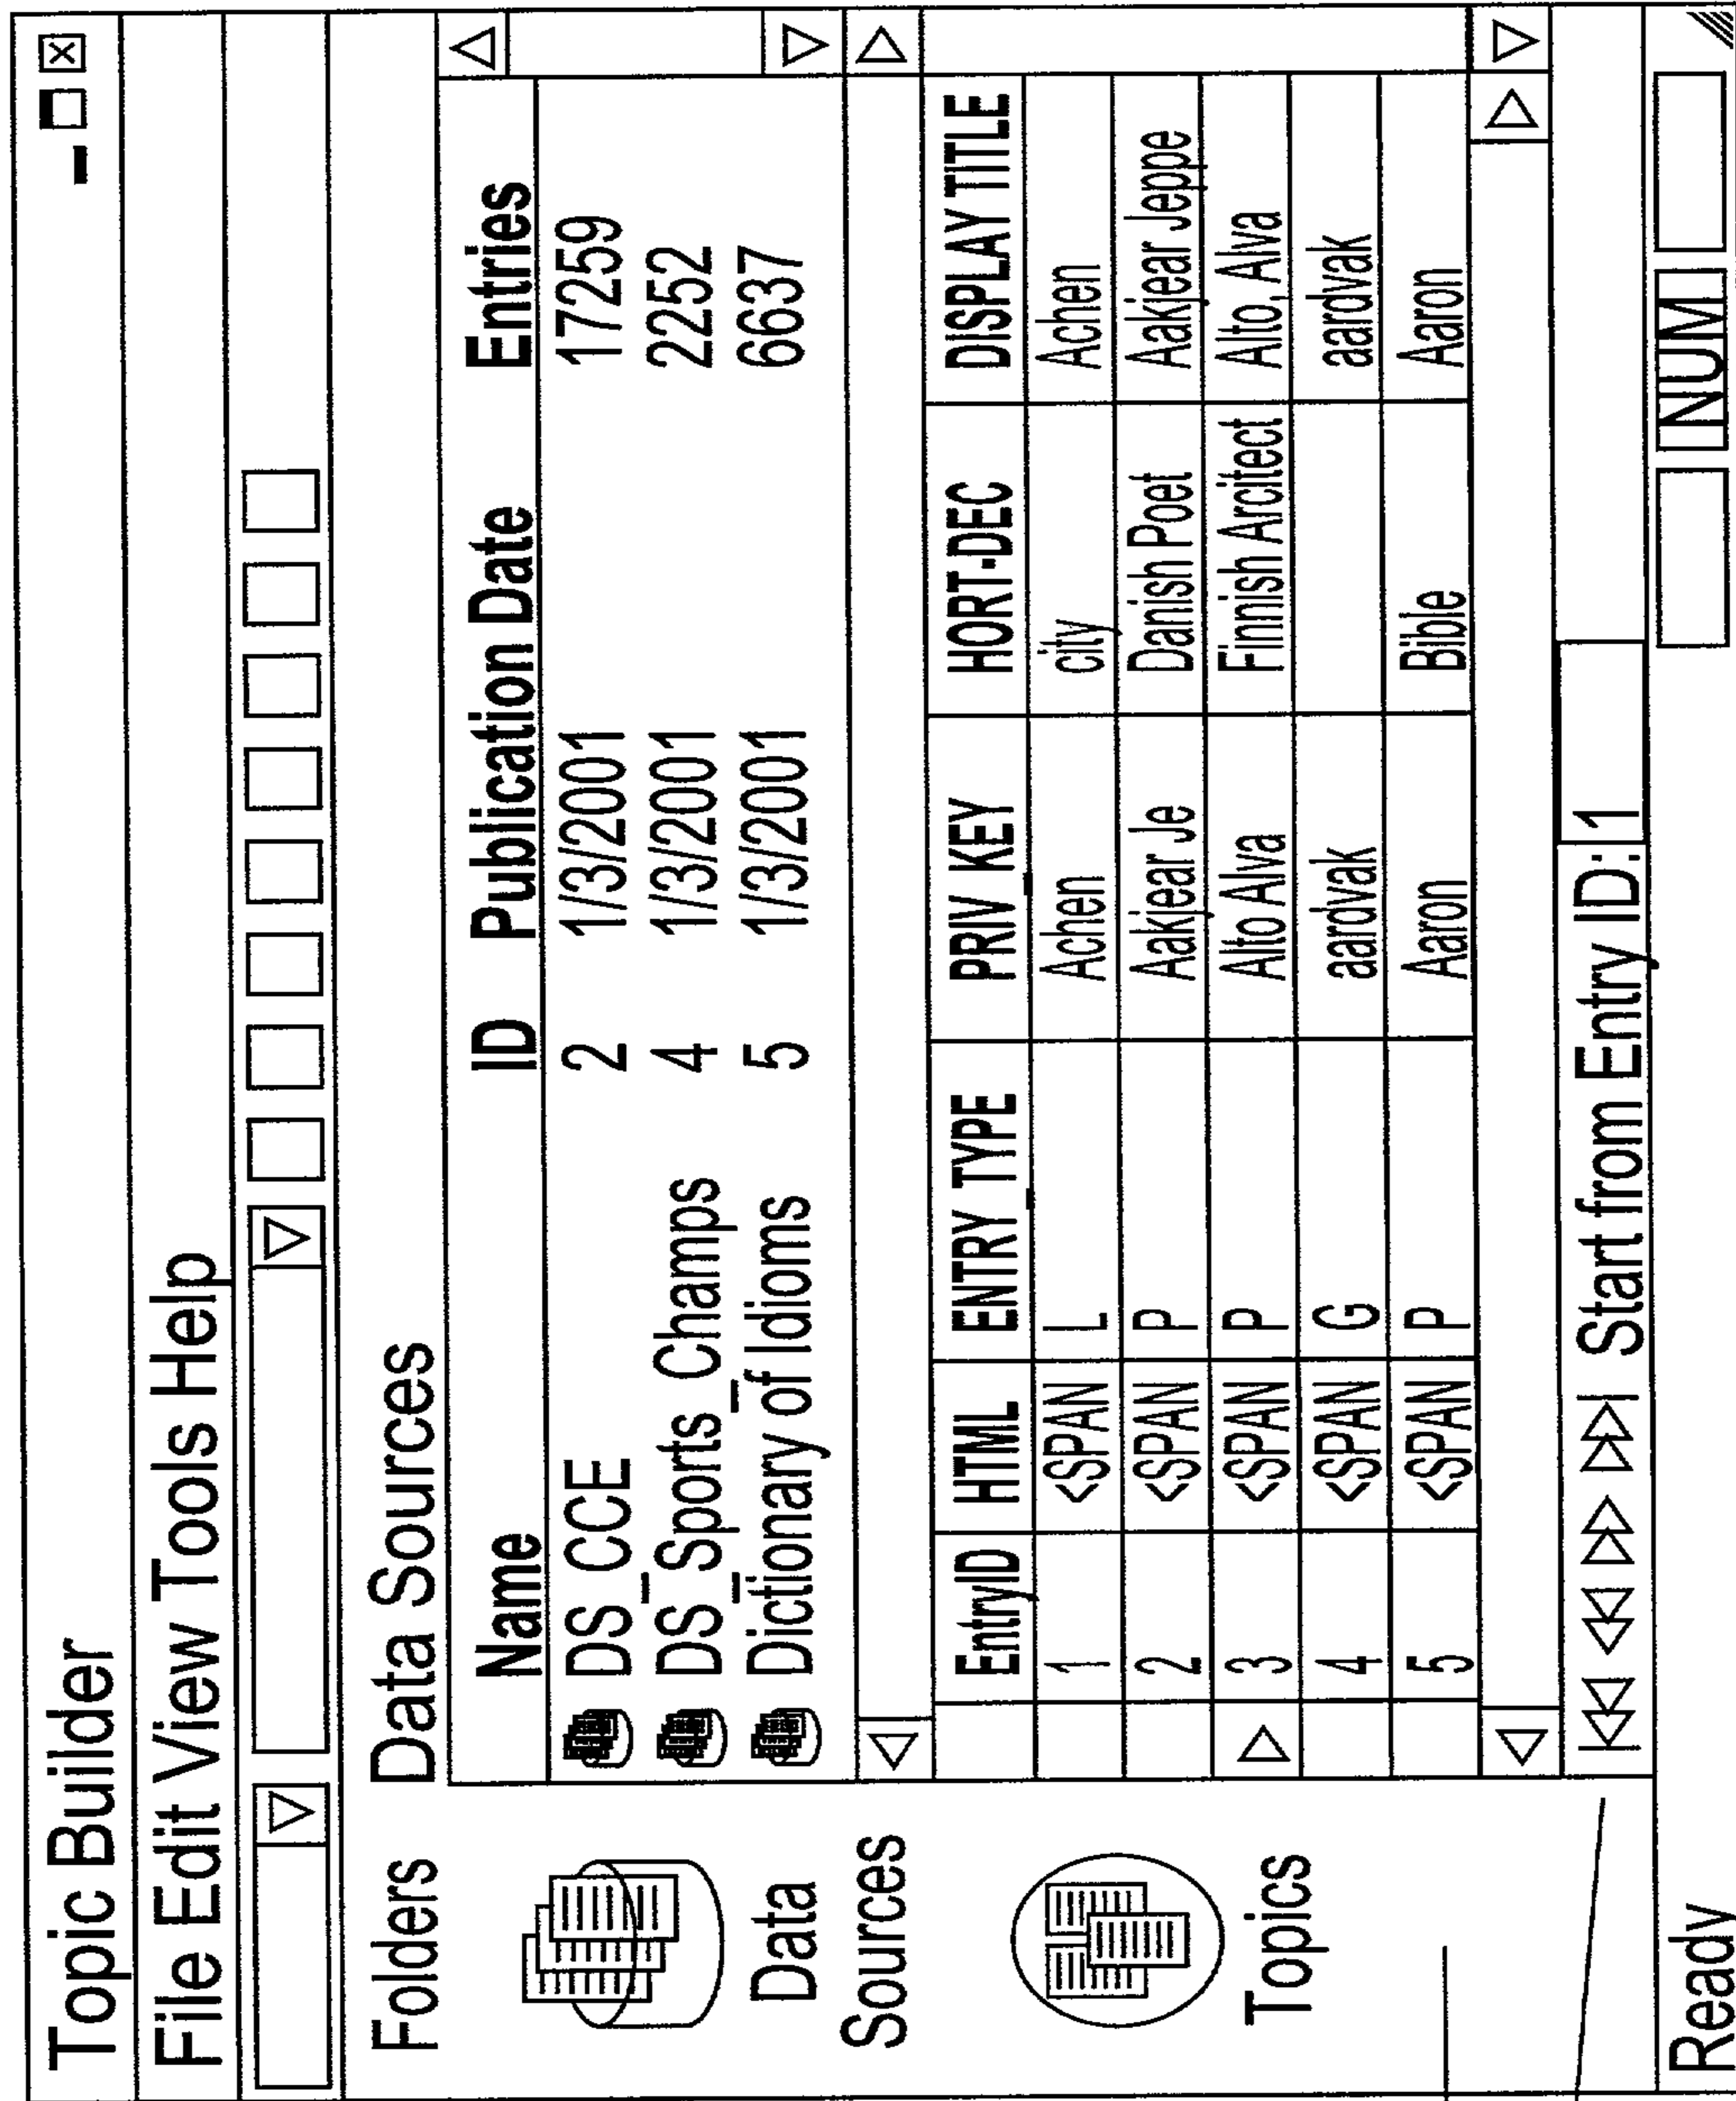 Topic Builder
File Edit View Tools Help
Folders
Data
Sources
Topics
Data Sources
Name ID Publication Date Entries
DS_CCE 2 1/3/2001 17259
DS_Sports_Champs 4 1/3/2001 2252
Dictionary of Idioms 5 1/3/2001 6637
EntryID HTML ENTRY_TYPE PRIV_KEY HORT-DEC DISPLAY TITLE
1 <SPAN L Achen city Achen
2 <SPAN P Aakjear Je Danish Poet Aakjear Jeppe
3 <SPAN P Alto Alva Finnish Arcitect Alto, Alva
4 <SPAN G aardvak aardvak
5 <SPAN P Aaron Bible Aaron
Start from Entry ID: 1
Ready NUM